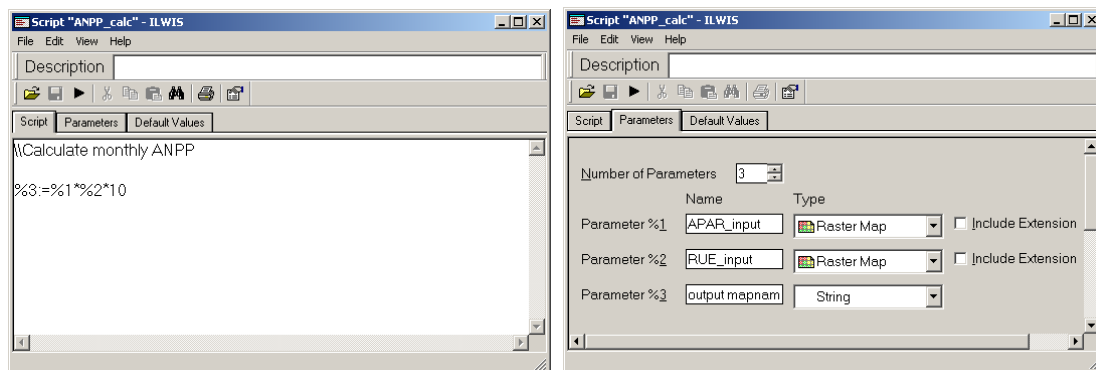 Script "ANPP_calc" - ILWIS
File Edit View Help
Description
Script Parameters Default Values
\\Calculate monthly ANPP
%3:=%1*%2*10
Script "ANPP_calc" - ILWIS
File Edit View Help
Description
Script Parameters Default Values
Number of Parameters 3
Name Type
Parameter %1 APAR_input Raster Map Include Extension
Parameter %2 RUE_input Raster Map Include Extension
Parameter %3 output mapnam String